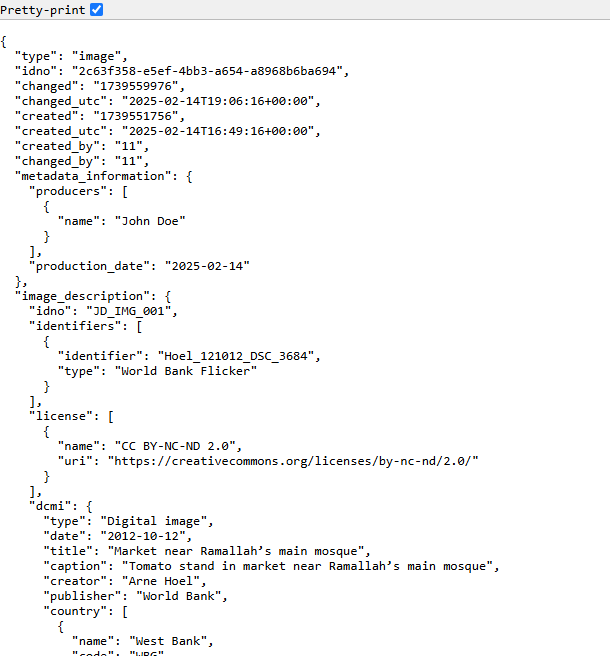 Pretty-print
{
"type": "image",
"idno": "2c63f358-e5ef-4bb3-a654-a8968b6ba694",
"changed": "1739559976",
"changed_utc": "2025-02-14T19:06:16+00:00",
"created": "1739551756",
"created_utc": "2025-02-14T16:49:16+00:00",
"created_by": "11",
"changed_by": "11",
"metadata_information": {
"producers": [
{
"name": "John Doe"
}
],
"production_date": "2025-02-14"
},
"image_description": {
"idno": "JD_IMG_001",
"identifiers": [
{
"identifier": "Hoel_121012_DSC_3684",
"type": "World Bank Flicker"
}
],
"license": [
{
"name": "CC BY-NC-ND 2.0",
"uri": "https://creativecommons.org/licenses/by-nc-nd/2.0/"
}
],
"dcmi": {
"type": "Digital image",
"date": "2012-10-12",
"title": "Market near Ramallah’s main mosque",
"caption": "Tomato stand in market near Ramallah’s main mosque",
"creator": "Arne Hoel",
"publisher": "World Bank",
"country": [
{
"name": "West Bank",
"code": "WBG"